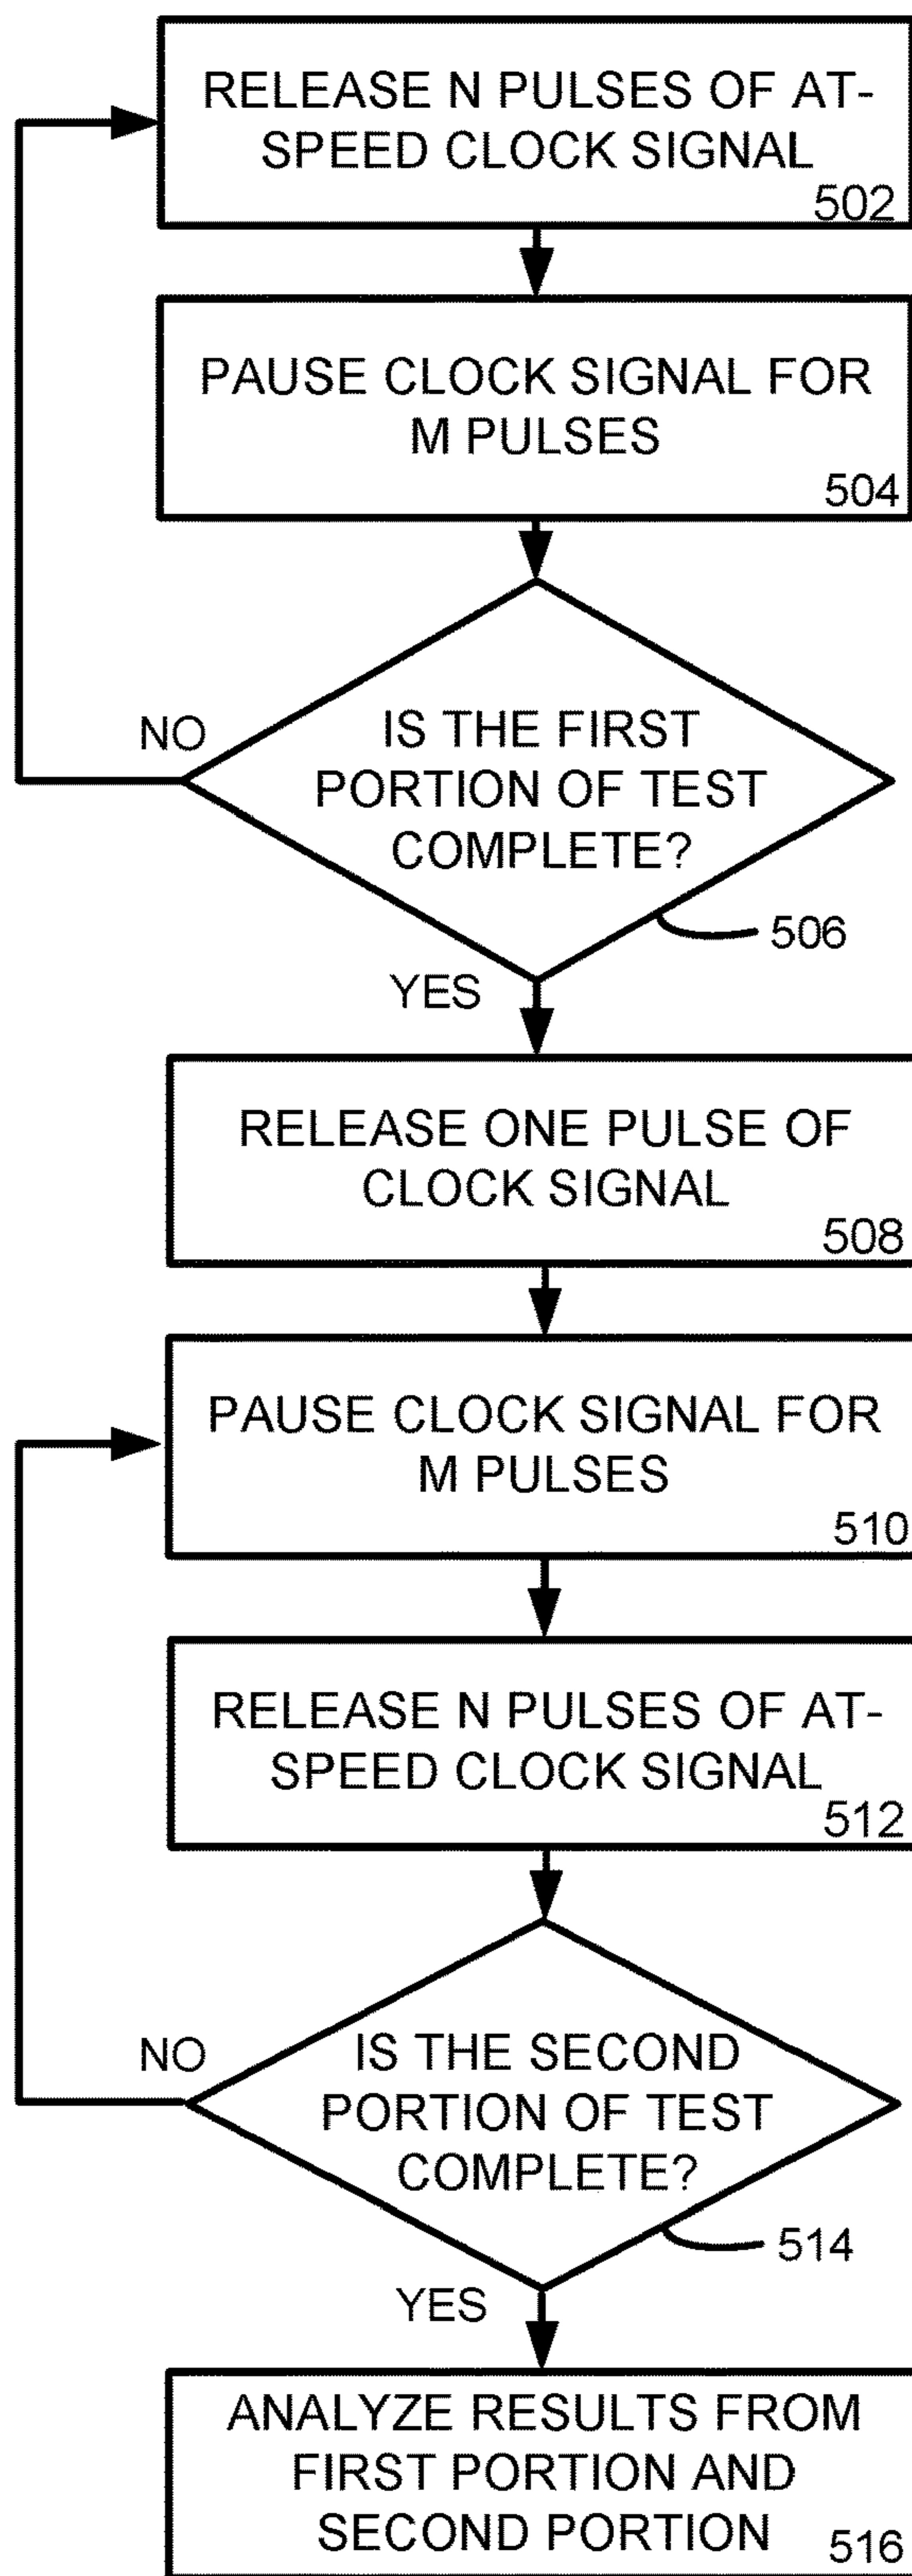 RELEASE N PULSES OF AT-
SPEED CLOCK SIGNAL
502
PAUSE CLOCK SIGNAL FOR
M PULSES
504
NO
IS THE FIRST
PORTION OF TEST
COMPLETE?
506
YES
RELEASE ONE PULSE OF
CLOCK SIGNAL
508
PAUSE CLOCK SIGNAL FOR
M PULSES
510
RELEASE N PULSES OF AT-
SPEED CLOCK SIGNAL
512
NO
IS THE SECOND
PORTION OF TEST
COMPLETE?
514
YES
ANALYZE RESULTS FROM
FIRST PORTION AND
SECOND PORTION
516